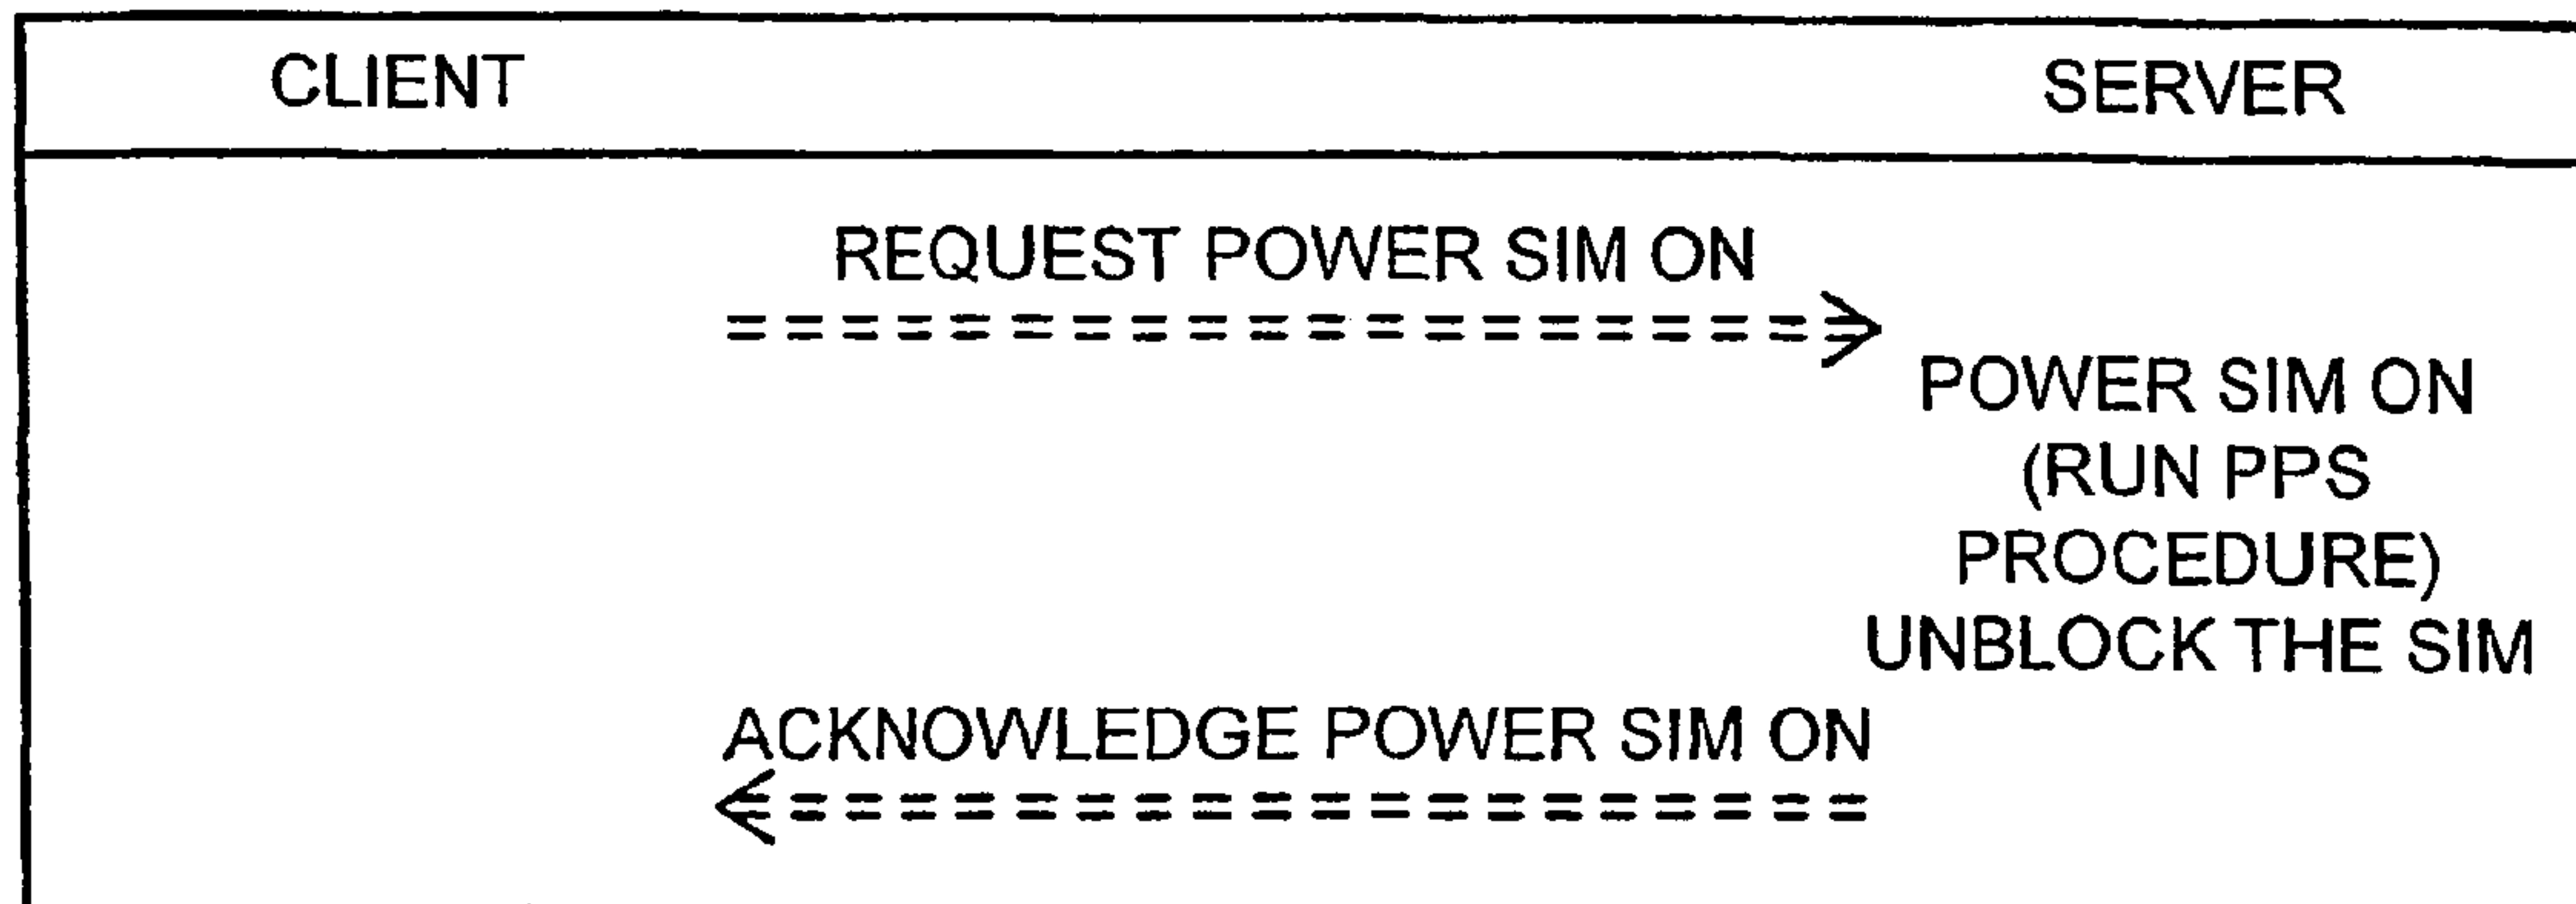 CLIENT
SERVER
REQUEST POWER SIM ON
POWER SIM ON
(RUN PPS
PROCEDURE)
UNBLOCK THE SIM
ACKNOWLEDGE POWER SIM ON